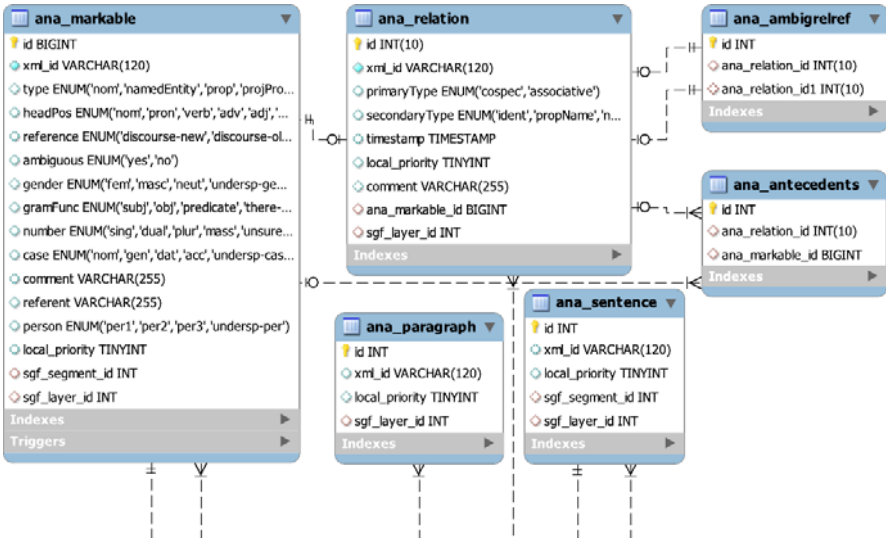 ana_markable
id BIGINT
xml_id VARCHAR(120)
type ENUM('nom','namedEntity','prop','projPro...
headPos ENUM('nom','pron','verb','adv','adj','...
reference ENUM('discourse-new','discourse-ol...
ambiguous ENUM('yes','no')
gender ENUM('fem','masc','neut','undersp-ge...
gramFunc ENUM('subj','obj','predicate','there-...
number ENUM('sing','dual','plur','mass','unsure...
case ENUM('nom','gen','dat','acc','undersp-cas...
comment VARCHAR(255)
referent VARCHAR(255)
person ENUM('per1','per2','per3','undersp-per')
local_priority TINYINT
sgf_segment_id INT
sgf_layer_id INT
Indexes
Triggers
ana_relation
id INT(10)
xml_id VARCHAR(120)
primaryType ENUM('cospec','associative')
secondaryType ENUM('ident','propName','n...
timestamp TIMESTAMP
local_priority TINYINT
comment VARCHAR(255)
ana_markable_id BIGINT
sgf_layer_id INT
Indexes
ana_ambigrelref
id INT
ana_relation_id INT(10)
ana_relation_id1 INT(10)
Indexes
ana_antecedents
id INT
ana_relation_id INT(10)
ana_markable_id BIGINT
Indexes
ana_paragraph
id INT
xml_id VARCHAR(120)
local_priority TINYINT
sgf_layer_id INT
Indexes
ana_sentence
id INT
xml_id VARCHAR(120)
local_priority TINYINT
sgf_segment_id INT
sgf_layer_id INT
Indexes